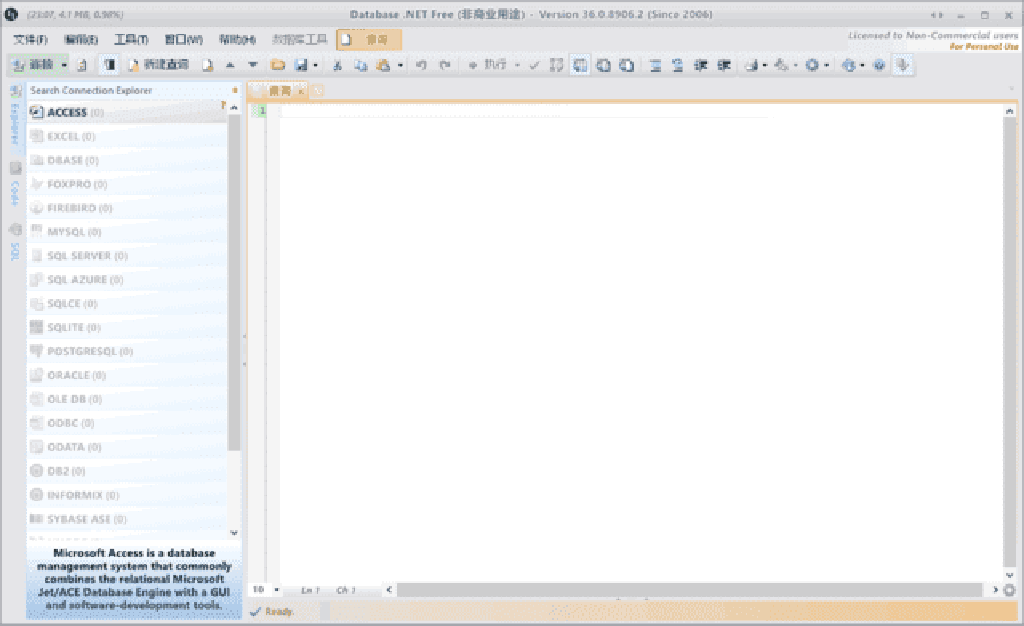 (23:07, 4.1 MB, 0.98%)
Database .NET Free (非商业用途) - Version 36.0.8906.2 (Since 2006)
文件(F) 编辑(E) 工具(T) 窗口(W) 帮助(H) 数据库工具 查询
Licensed to Non-Commercial users
For Personal Use
连接 新建查询 执行
Search Connection Explorer
查询
Explorer
Code
SQL
1
ACCESS (0)
EXCEL (0)
DBASE (0)
FOXPRO (0)
FIREBIRD (0)
MYSQL (0)
SQL SERVER (0)
SQL AZURE (0)
SQLCE (0)
SQLITE (0)
POSTGRESQL (0)
ORACLE (0)
OLE DB (0)
ODBC (0)
ODATA (0)
DB2 (0)
INFORMIX (0)
SYBASE ASE (0)
Microsoft Access is a database
management system that commonly
combines the relational Microsoft
Jet/ACE Database Engine with a GUI
and software-development tools.
10 Ln 1 Ch 1
Ready.